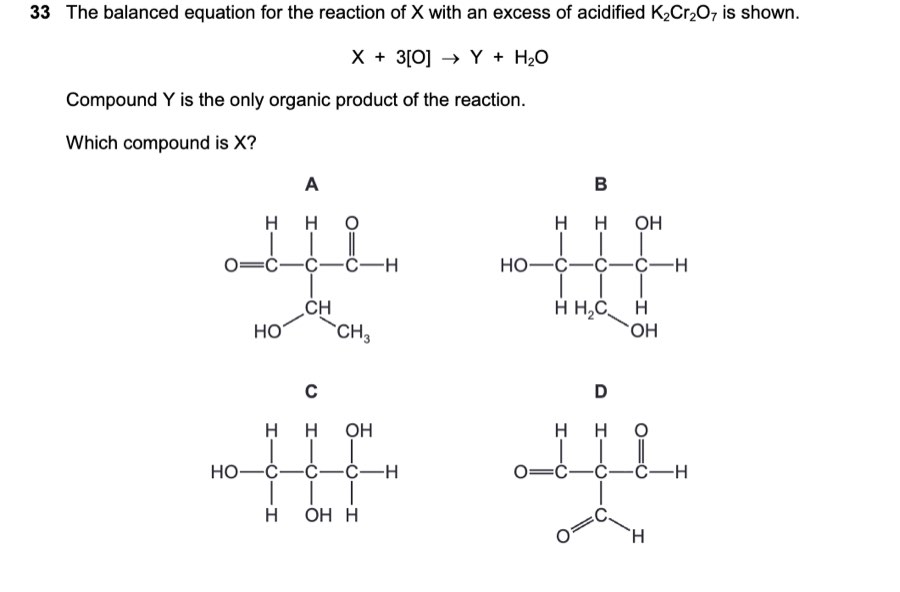 33 The balanced equation for the reaction of X with an excess of acidified K₂Cr₂O₇ is shown.
X + 3[O] → Y + H₂O
Compound Y is the only organic product of the reaction.
Which compound is X?
A B
H H O H H OH
O=C—C—C—H HO—C—C—C—H
CH H H₂C H
HO CH₃ OH
C D
H H OH H H O
HO—C—C—C—H O=C—C—C—H
H OH H C
O H